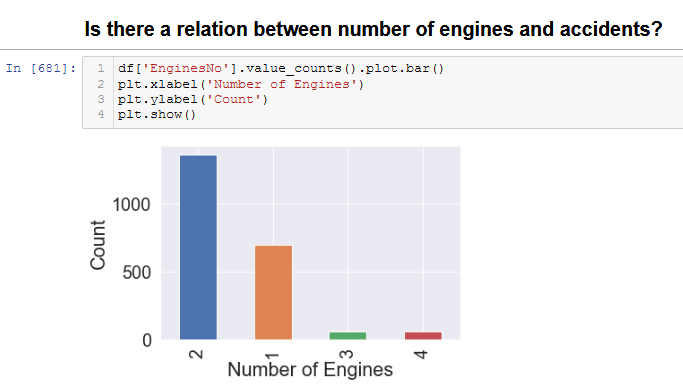 Is there a relation between number of engines and accidents?
In [681]:
1 df['EnginesNo'].value_counts().plot.bar()
2 plt.xlabel('Number of Engines')
3 plt.ylabel('Count')
4 plt.show()
1000
500
0
Count
2 1 3 4
Number of Engines